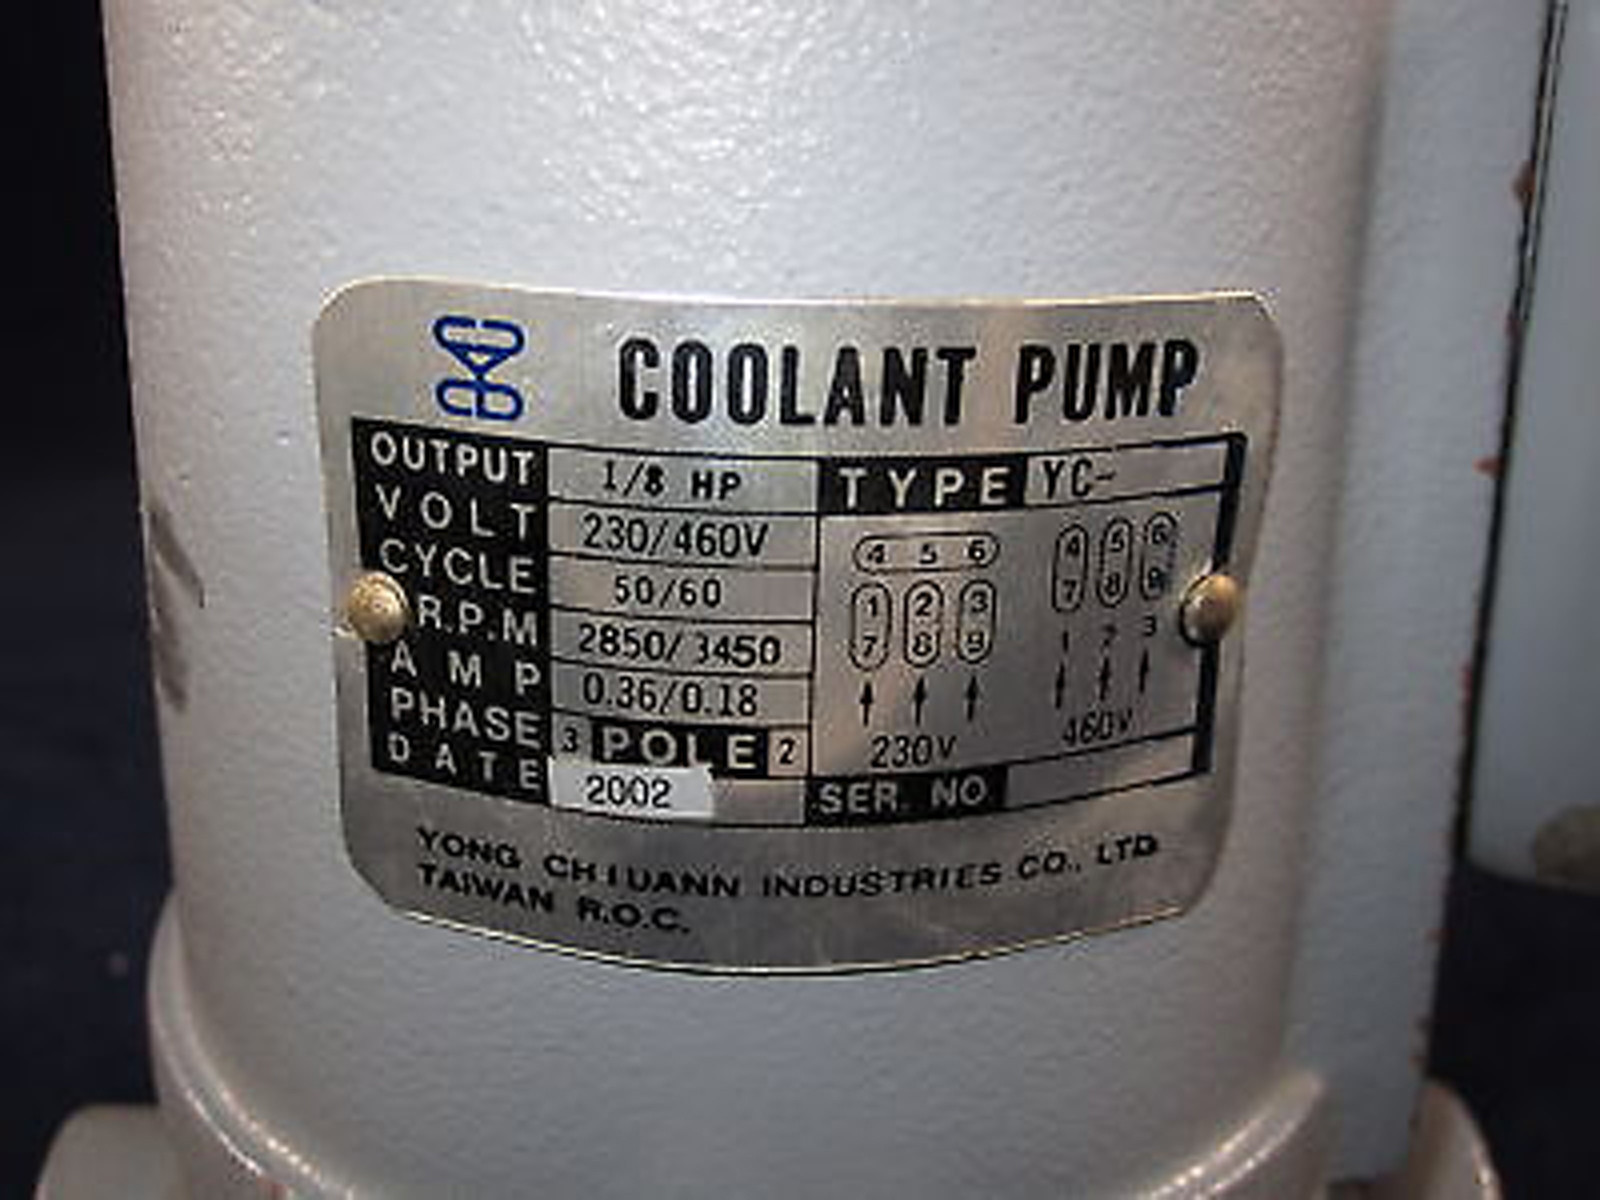 COOLANT PUMP
OUTPUT 1/8 HP TYPE YC-
VOLT 230/460V
CYCLE 50/60
R.P.M 2850/3450
AMP 0.36/0.18
PHASE 3 POLE 2
DATE 2002 SER. NO
4 5 6
1 2 3
7 8 9
230V
4 5 6
7 8 9
1 2 3
460V
YONG CHIUANN INDUSTRIES CO., LTD
TAIWAN R.O.C.